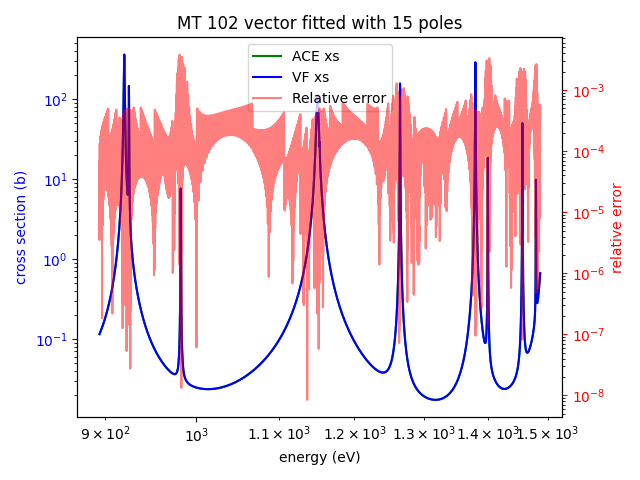 MT 102 vector fitted with 15 poles
ACE xs
VF xs
Relative error
cross section (b)
10²
10¹
10⁰
10⁻¹
relative error
10⁻³
10⁻⁴
10⁻⁵
10⁻⁶
10⁻⁷
10⁻⁸
9 × 10² 10³ 1.1 × 10³ 1.2 × 10³ 1.3 × 10³ 1.4 × 10³ 1.5 × 10³
energy (eV)